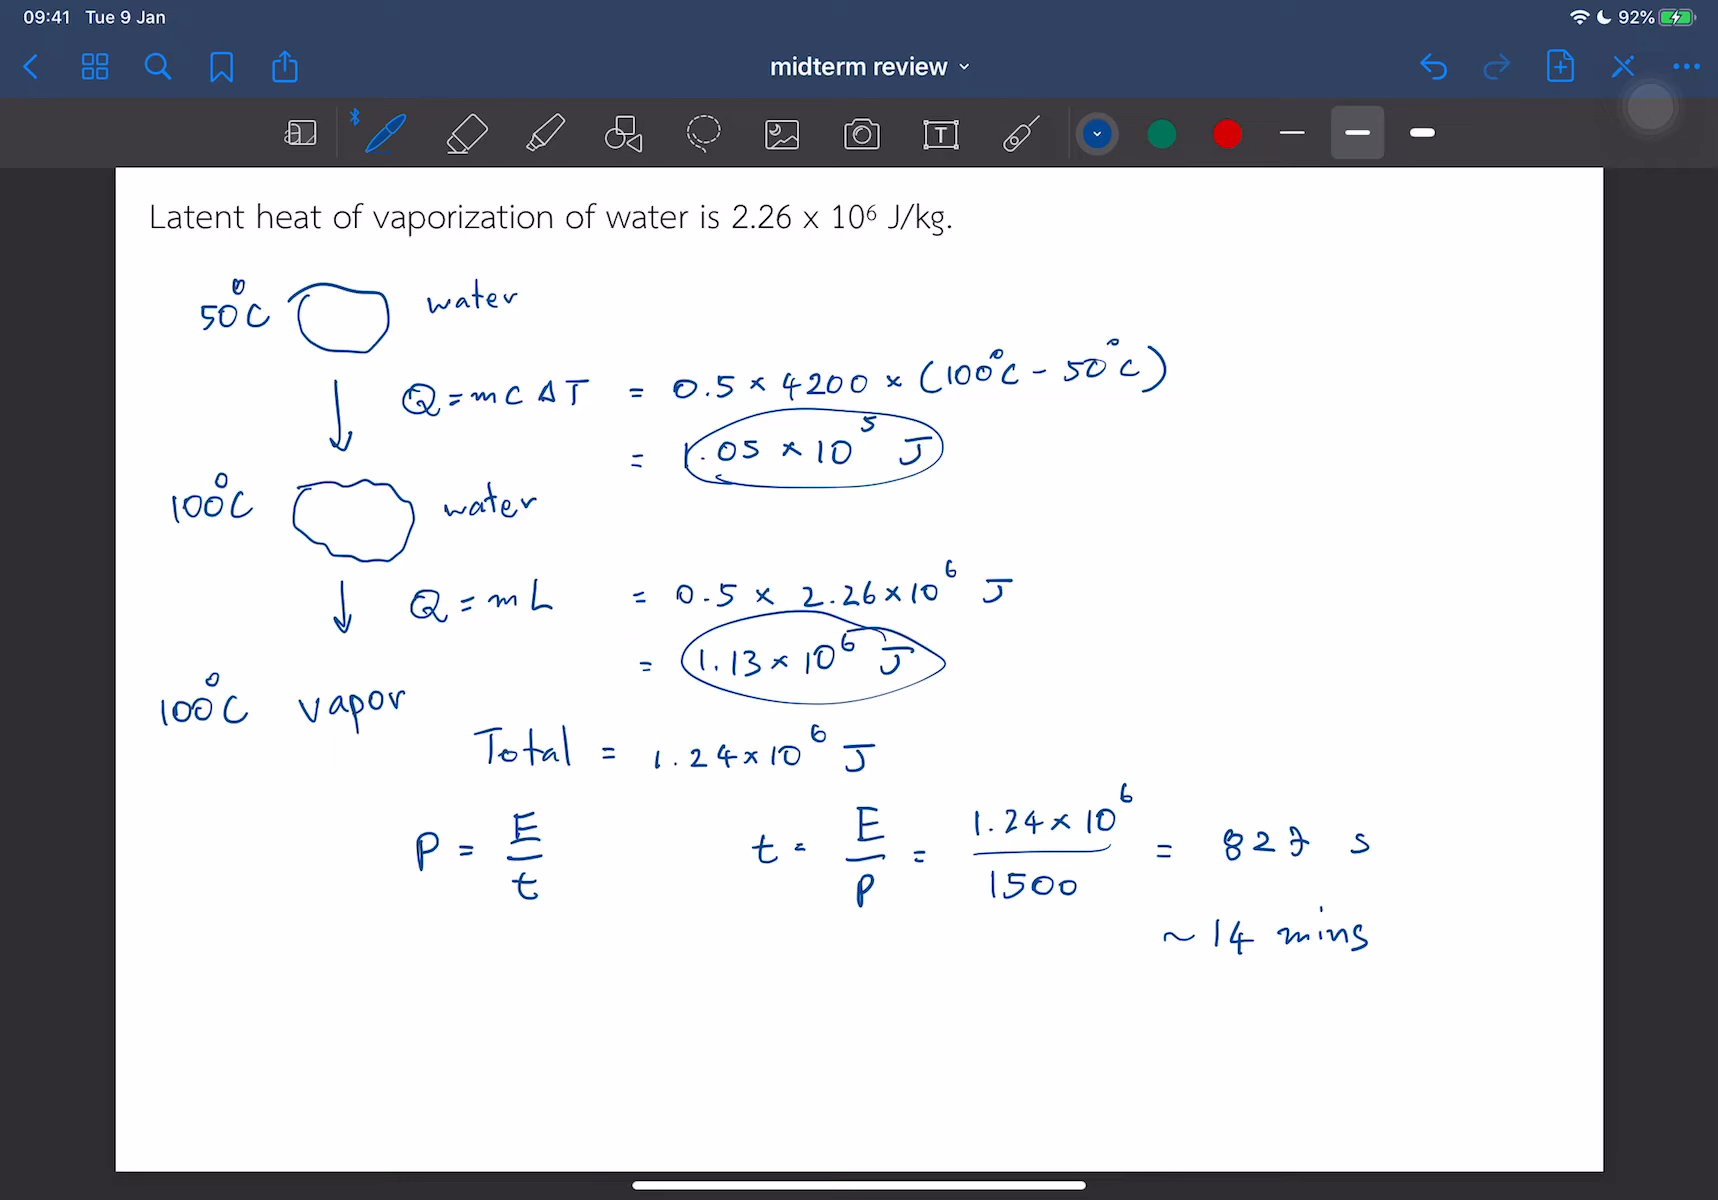 09:41 Tue 9 Jan 92%
midterm review
T
Latent heat of vaporization of water is 2.26 x 10⁶ J/kg.
50°C water
Q = mcΔT = 0.5 × 4200 × (100°C - 50°C)
= 1.05 × 10⁵ J
100°C water
Q = mL = 0.5 × 2.26 × 10⁶ J
= 1.13 × 10⁶ J
100°C vapor
Total = 1.24 × 10⁶ J
P = E/t t = E/P = 1.24 × 10⁶/1500 = 827 s
~ 14 mins